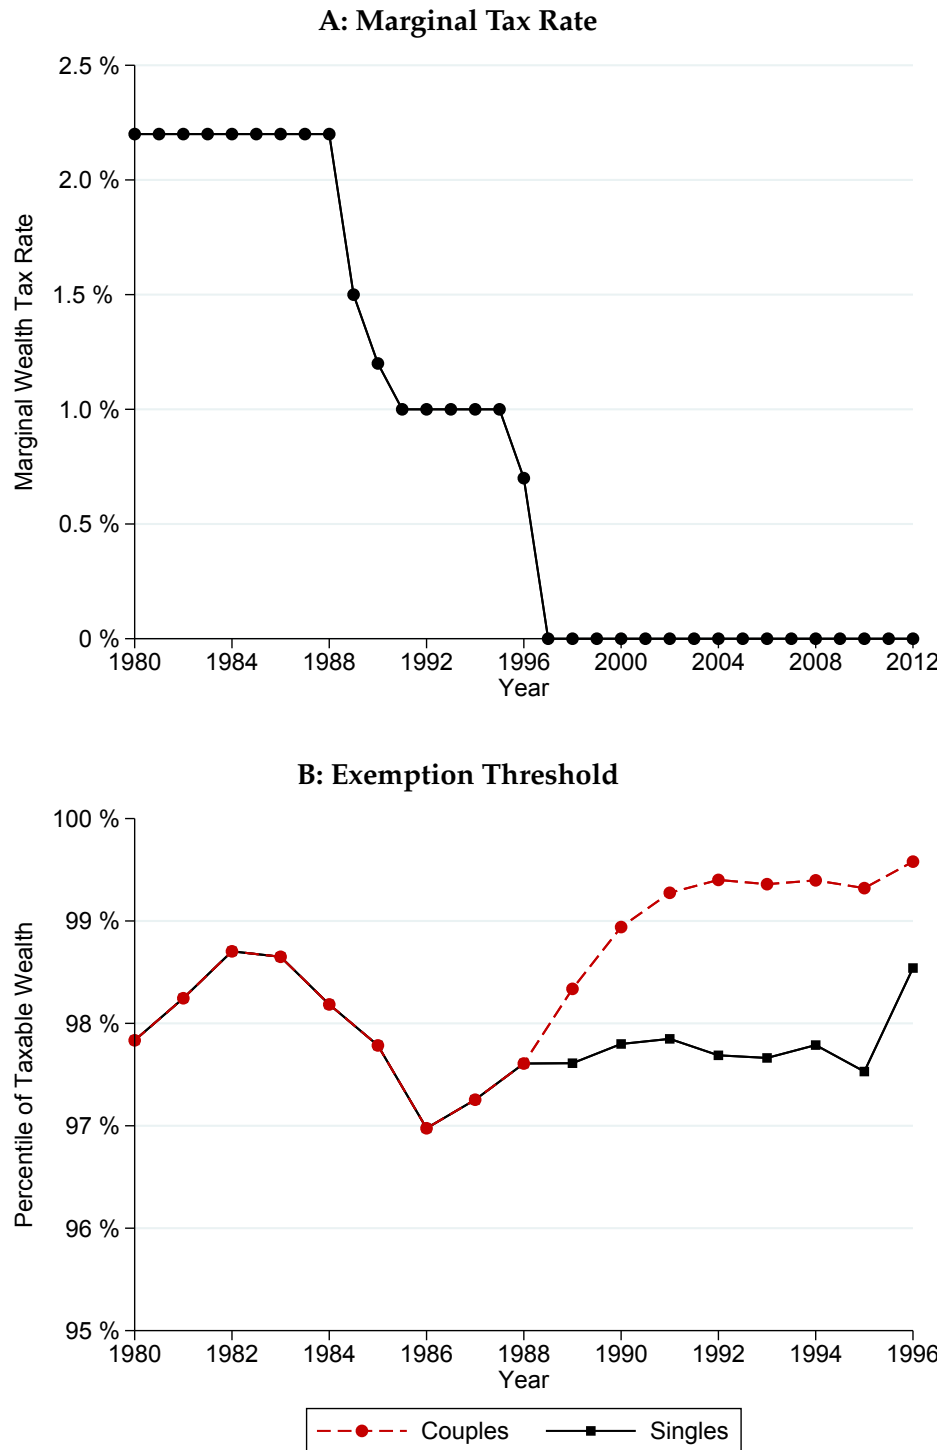 A: Marginal Tax Rate
2.5 %
2.0 %
1.5 %
1.0 %
0.5 %
0 %
Marginal Wealth Tax Rate
1980 1984 1988 1992 1996 2000 2004 2008 2012
Year
B: Exemption Threshold
100 %
99 %
98 %
97 %
96 %
95 %
Percentile of Taxable Wealth
1980 1982 1984 1986 1988 1990 1992 1994 1996
Year
Couples Singles